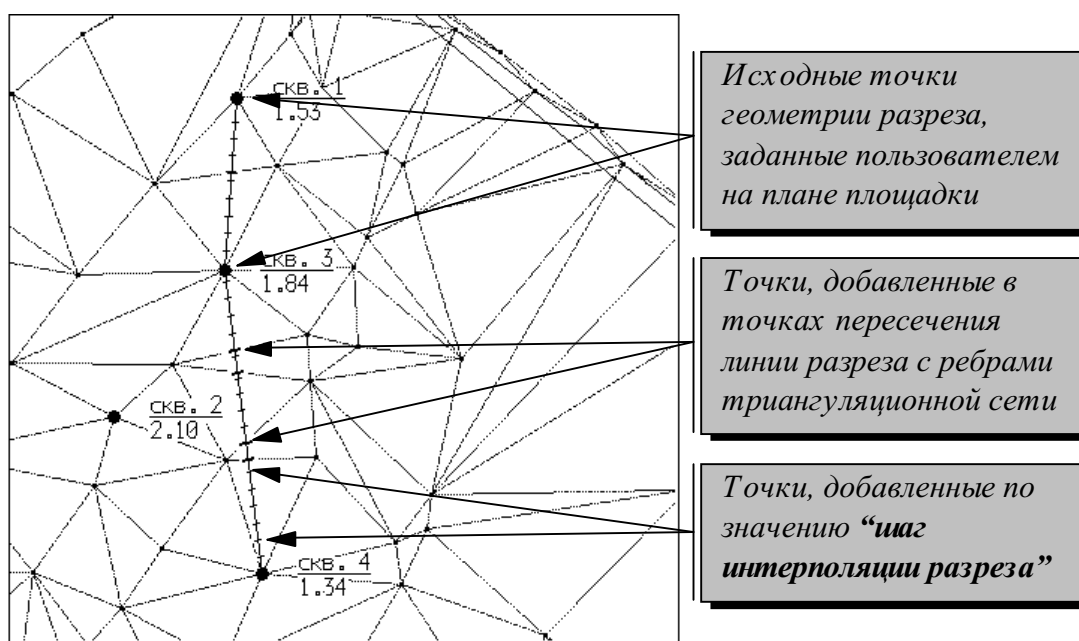 скв. 1
1.53
скв. 3
1.84
скв. 2
2.10
скв. 4
1.34
Исходные точки
геометрии разреза,
заданные пользователем
на плане площадки
Точки, добавленные в
точках пересечения
линии разреза с ребрами
триангуляционной сети
Точки, добавленные по
значению “шаг
интерполяции разреза”